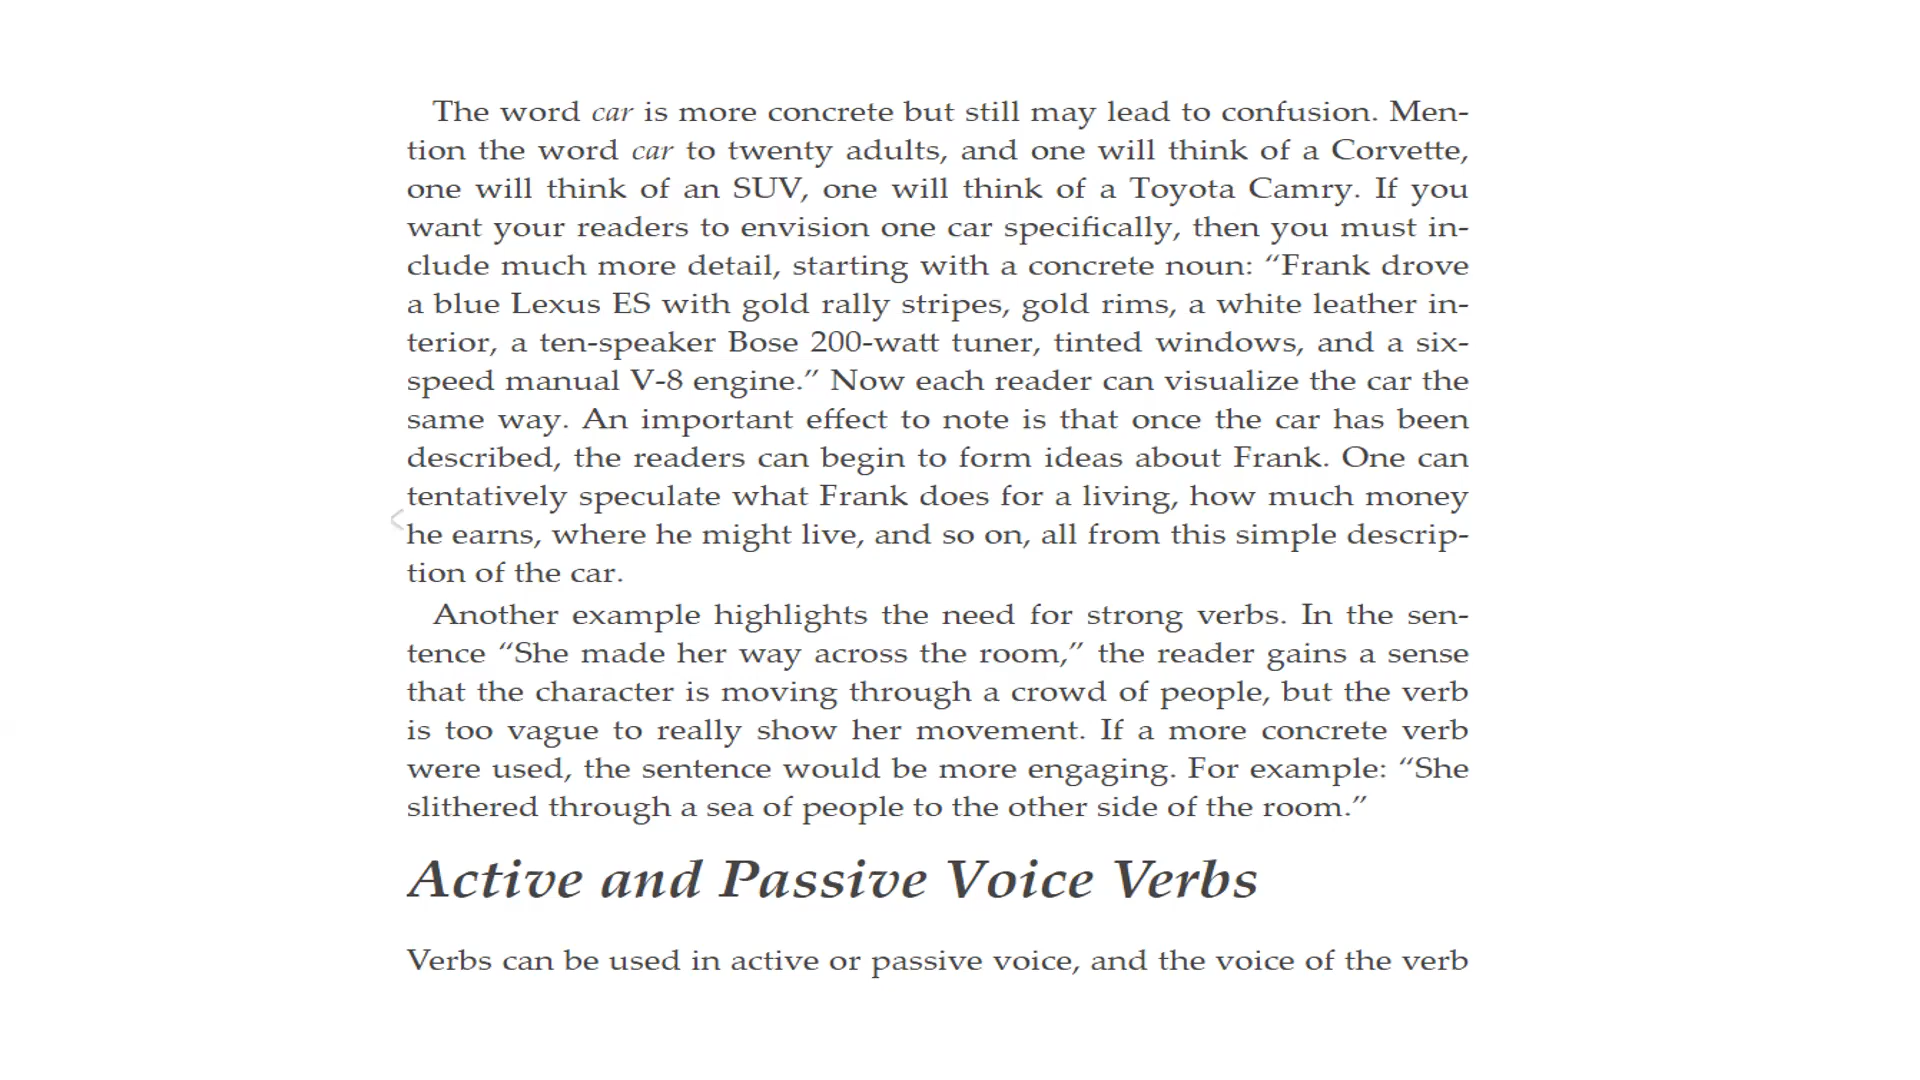 The word car is more concrete but still may lead to confusion. Men-
tion the word car to twenty adults, and one will think of a Corvette,
one will think of an SUV, one will think of a Toyota Camry. If you
want your readers to envision one car specifically, then you must in-
clude much more detail, starting with a concrete noun: “Frank drove
a blue Lexus ES with gold rally stripes, gold rims, a white leather in-
terior, a ten-speaker Bose 200-watt tuner, tinted windows, and a six-
speed manual V-8 engine.” Now each reader can visualize the car the
same way. An important effect to note is that once the car has been
described, the readers can begin to form ideas about Frank. One can
tentatively speculate what Frank does for a living, how much money
he earns, where he might live, and so on, all from this simple descrip-
tion of the car.
Another example highlights the need for strong verbs. In the sen-
tence “She made her way across the room,” the reader gains a sense
that the character is moving through a crowd of people, but the verb
is too vague to really show her movement. If a more concrete verb
were used, the sentence would be more engaging. For example: “She
slithered through a sea of people to the other side of the room.”
Active and Passive Voice Verbs
Verbs can be used in active or passive voice, and the voice of the verb